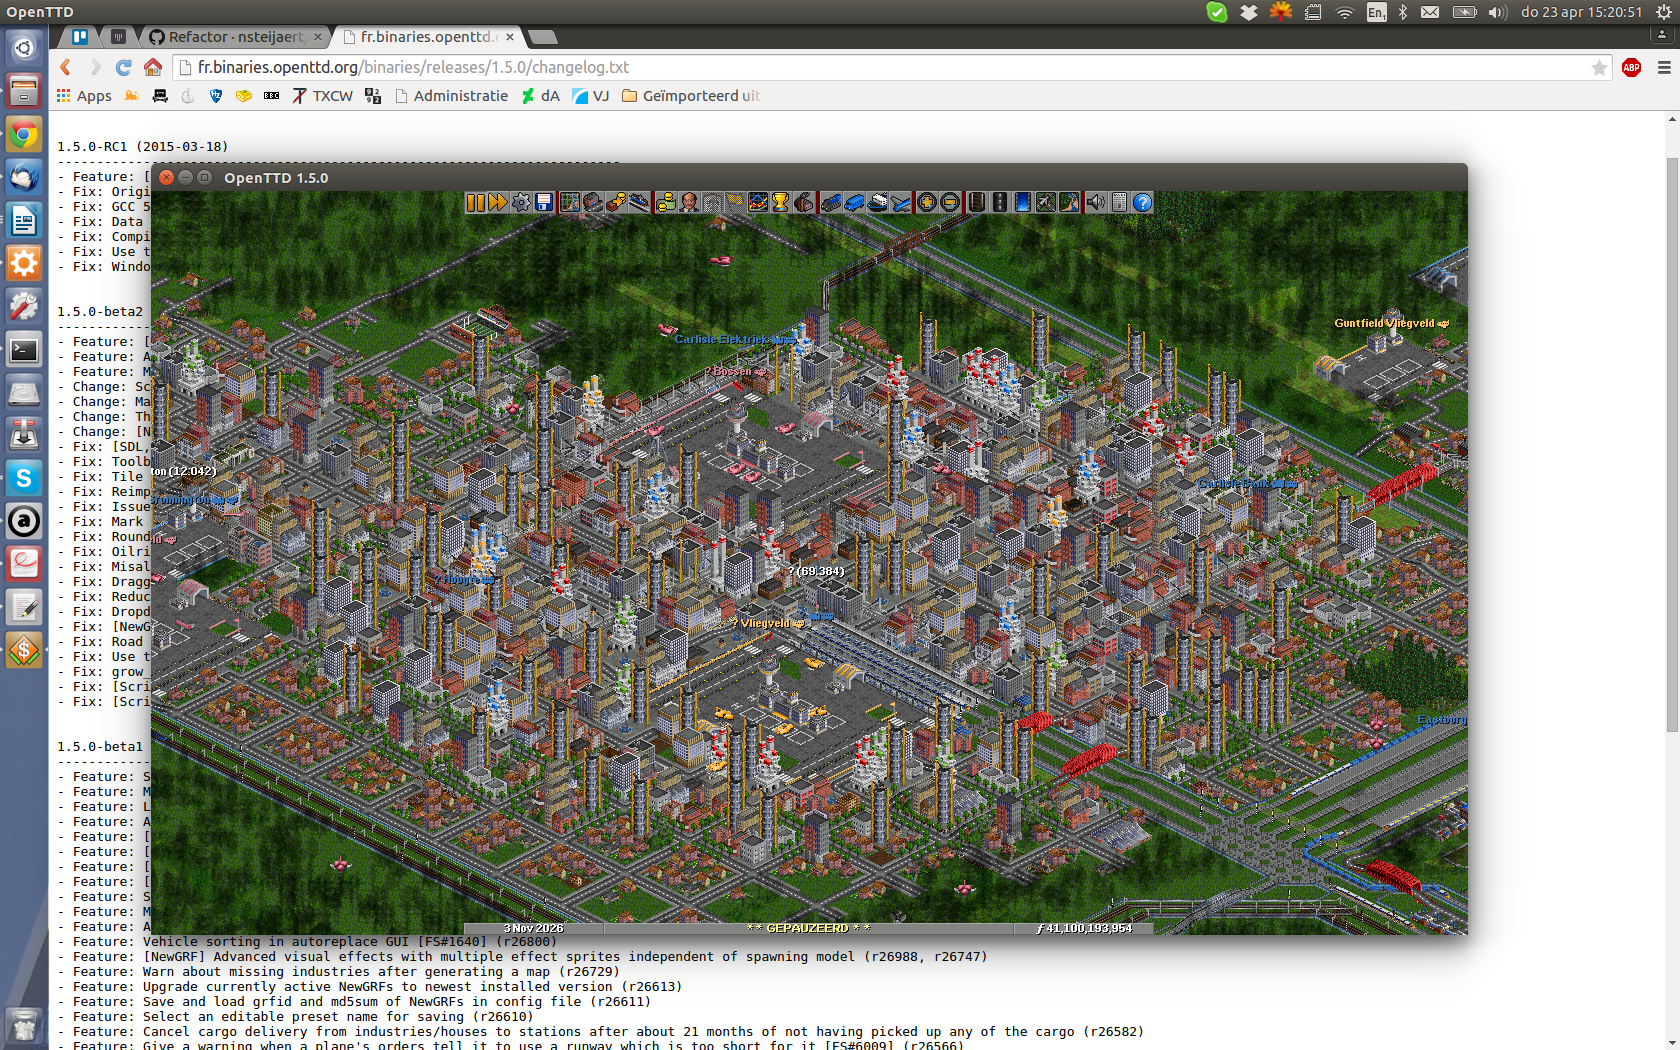 OpenTTD
En₁
do 23 apr 15:20:51
Refactor · nsteijaert
fr.binaries.openttd.
fr.binaries.openttd.org/binaries/releases/1.5.0/changelog.txt
ABP
Apps
BBC
TXCW
Administratie
dA
VJ
Geïmporteerd uit
1.5.0-RC1 (2015-03-18)
------------------------------------------------------------------------
- Feature: [
- Fix: Origi
- Fix: GCC 5
- Fix: Data
- Fix: Compi
- Fix: Use t
- Fix: Windo
1.5.0-beta2
- Feature: [
- Feature: A
- Feature: M
- Change: Sc
- Change: Ma
- Change: Th
- Change: [N
- Fix: [SDL,
- Fix: Toolb
- Fix: Tile
- Fix: Reimp
- Fix: Issue
- Fix: Mark
- Fix: Round
- Fix: Oilri
- Fix: Misal
- Fix: Dragg
- Fix: Reduc
- Fix: Dropd
- Fix: [NewG
- Fix: Road
- Fix: Use t
- Fix: grow_
- Fix: [Scri
- Fix: [Scri
1.5.0-beta1
- Feature: S
- Feature: M
- Feature: L
- Feature: A
- Feature: [
- Feature: [
- Feature: [
- Feature: [
- Feature: S
- Feature: M
- Feature: A
- Feature: Vehicle sorting in autoreplace GUI [FS#1640] (r26800)
- Feature: [NewGRF] Advanced visual effects with multiple effect sprites independent of spawning model (r26988, r26747)
- Feature: Warn about missing industries after generating a map (r26729)
- Feature: Upgrade currently active NewGRFs to newest installed version (r26613)
- Feature: Save and load grfid and md5sum of NewGRFs in config file (r26611)
- Feature: Select an editable preset name for saving (r26610)
- Feature: Cancel cargo delivery from industries/houses to stations after about 21 months of not having picked up any of the cargo (r26582)
- Feature: Give a warning when a plane's orders tell it to use a runway which is too short for it [FS#6009] (r26566)
OpenTTD 1.5.0
Guntfield Vliegveld
Carlisle Elektriek
? Bossen
ton (12.042)
Carlisle Bank
ld
? (69,384)
? Hoogte
? Vliegveld
Eastbourg
3 Nov 2026
* * GEPAUZEERD * *
ƒ 41,100,193,954